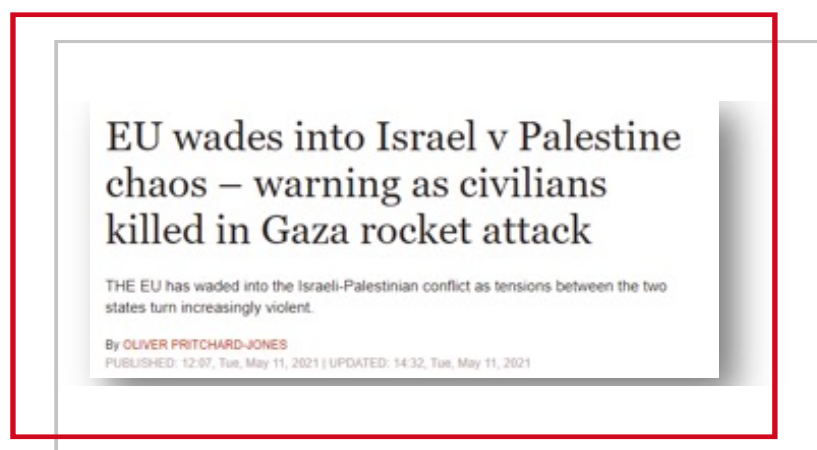 EU wades into Israel v Palestine
chaos – warning as civilians
killed in Gaza rocket attack
THE EU has waded into the Israeli-Palestinian conflict as tensions between the two
states turn increasingly violent.
By OLIVER PRITCHARD-JONES
PUBLISHED: 12:07, Tue, May 11, 2021 | UPDATED: 14:32, Tue, May 11, 2021